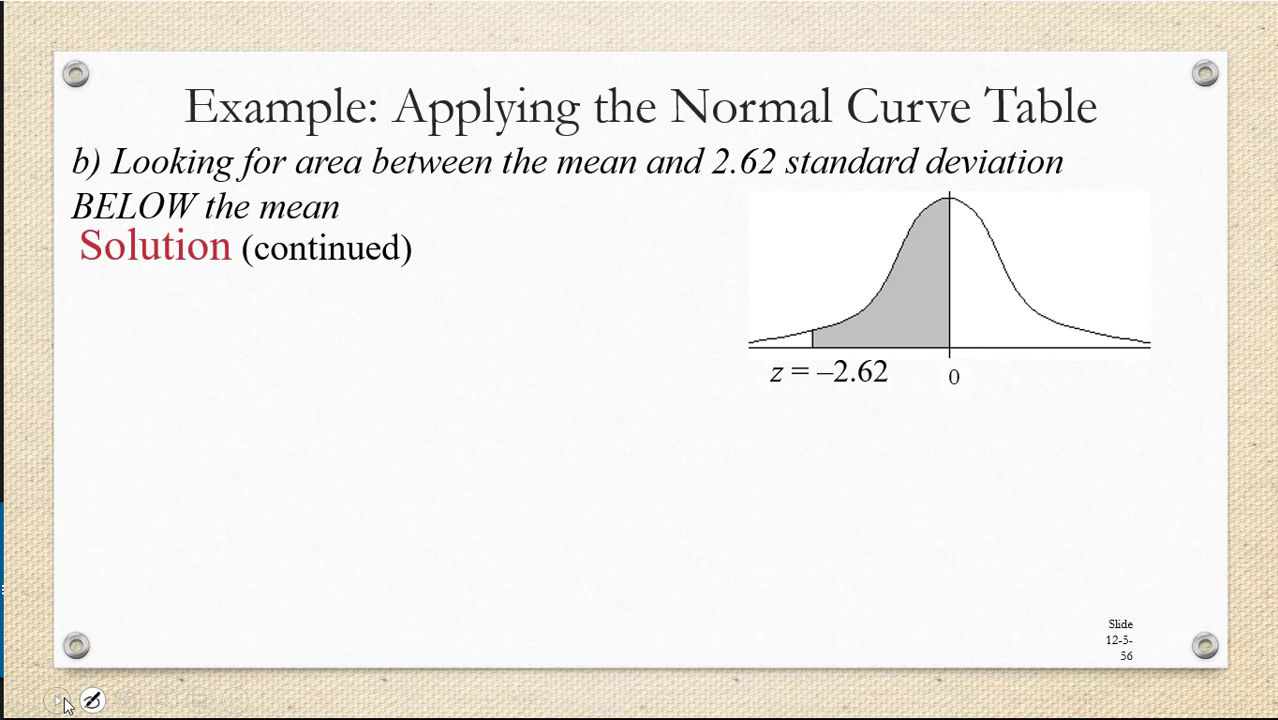 Example: Applying the Normal Curve Table
b) Looking for area between the mean and 2.62 standard deviation
BELOW the mean
Solution (continued)
z = –2.62
0
Slide
12-5-
56